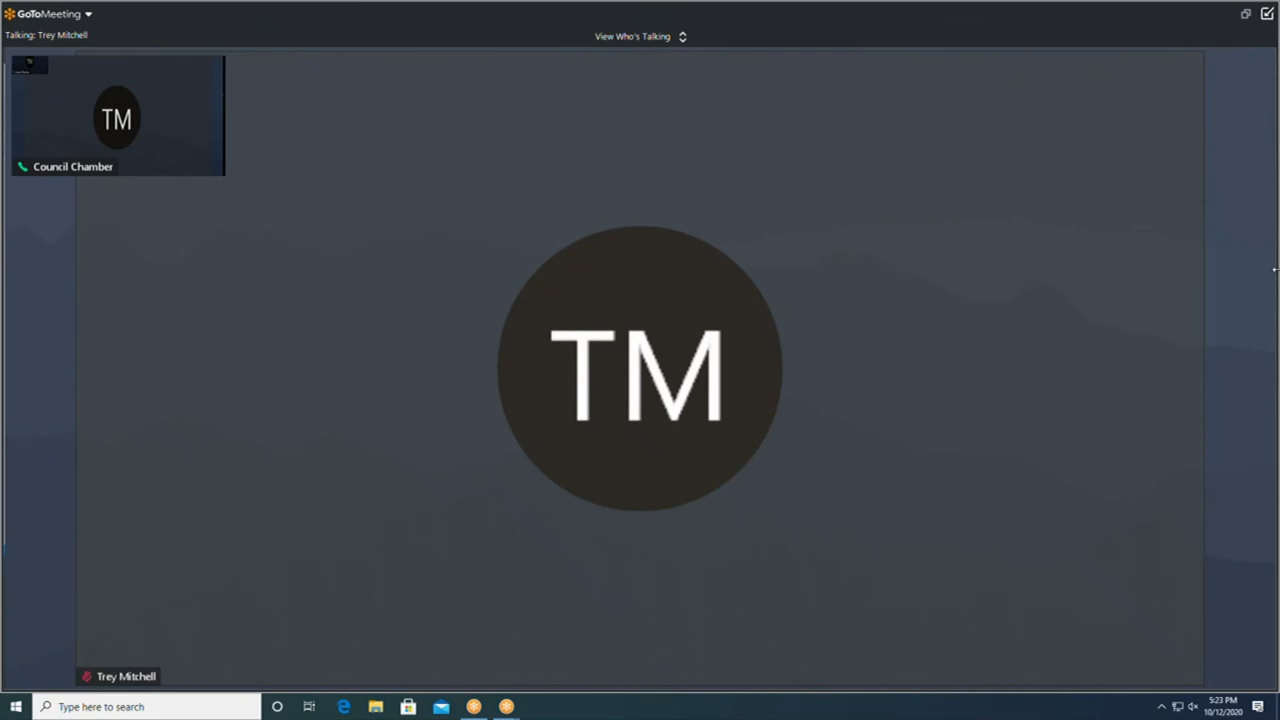 GoToMeeting
Talking: Trey Mitchell
View Who's Talking
TM
Council Chamber
TM
Trey Mitchell
Type here to search
5:23 PM
10/12/2020